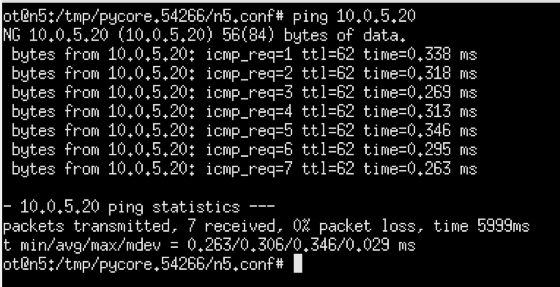 ot@n5:/tmp/pycore.54266/n5.conf# ping 10.0.5.20
NG 10.0.5.20 (10.0.5.20) 56(84) bytes of data.
bytes from 10.0.5.20: icmp_req=1 ttl=62 time=0.338 ms
bytes from 10.0.5.20: icmp_req=2 ttl=62 time=0.318 ms
bytes from 10.0.5.20: icmp_req=3 ttl=62 time=0.269 ms
bytes from 10.0.5.20: icmp_req=4 ttl=62 time=0.313 ms
bytes from 10.0.5.20: icmp_req=5 ttl=62 time=0.346 ms
bytes from 10.0.5.20: icmp_req=6 ttl=62 time=0.295 ms
bytes from 10.0.5.20: icmp_req=7 ttl=62 time=0.263 ms
- 10.0.5.20 ping statistics ---
packets transmitted, 7 received, 0% packet loss, time 5999ms
t min/avg/max/mdev = 0.263/0.306/0.346/0.029 ms
ot@n5:/tmp/pycore.54266/n5.conf#